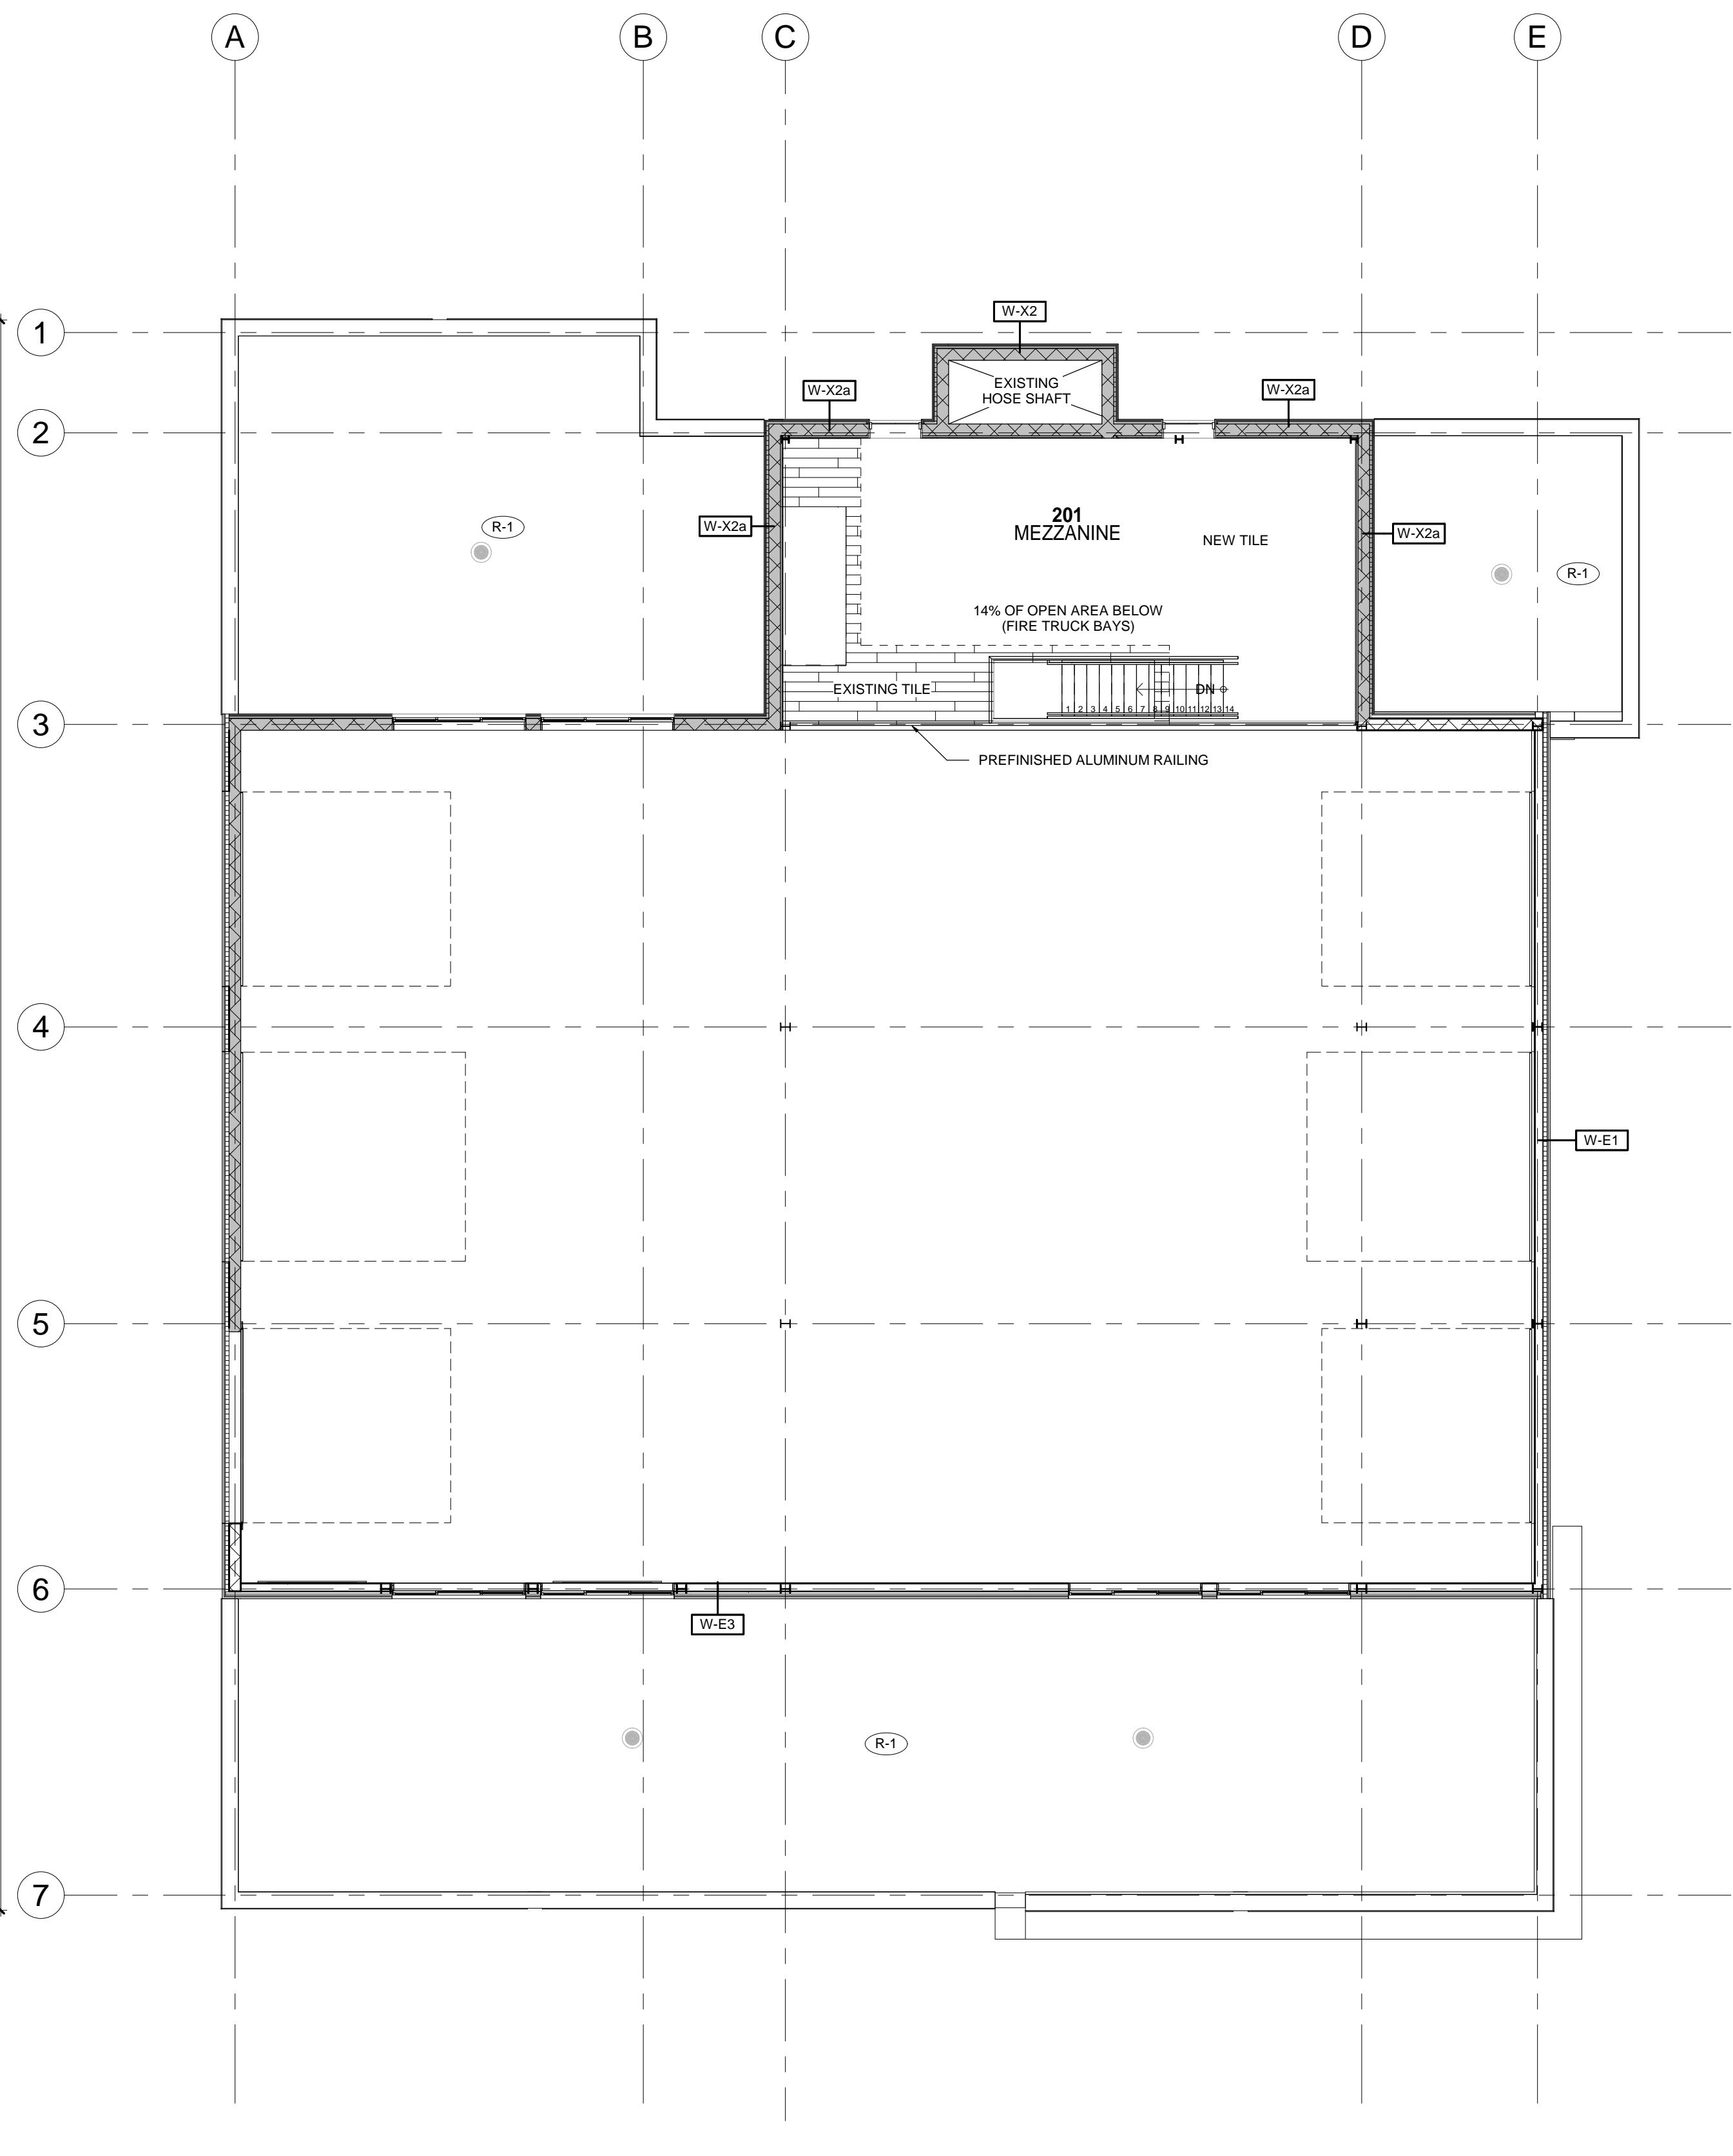 A B C D E
1
W-X2
W-X2a
EXISTING
HOSE SHAFT
W-X2a
2
R-1
W-X2a
201
MEZZANINE
NEW TILE
W-X2a
R-1
14% OF OPEN AREA BELOW
(FIRE TRUCK BAYS)
EXISTING TILE
DN
1 2 3 4 5 6 7 8 9 10 11 12 13 14
3
PREFINISHED ALUMINUM RAILING
4
W-E1
5
6
W-E3
R-1
7